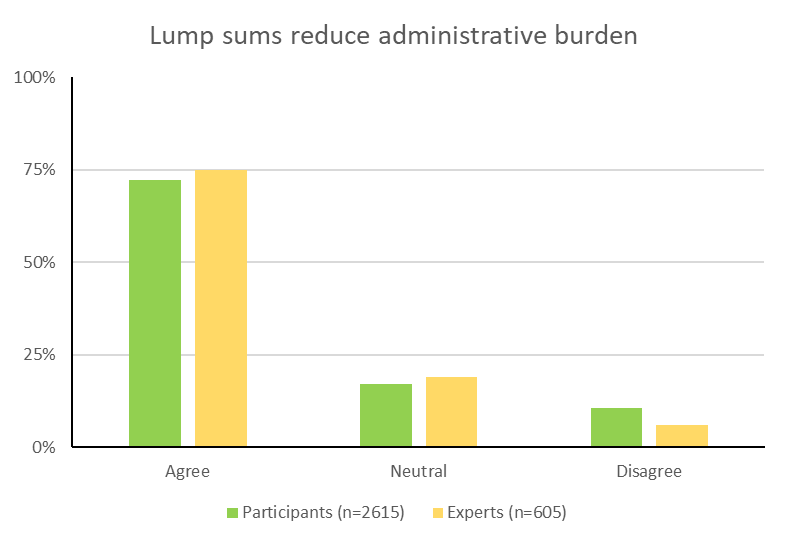 Lump sums reduce administrative burden
100%
75%
50%
25%
0%
Agree Neutral Disagree
Participants (n=2615) Experts (n=605)